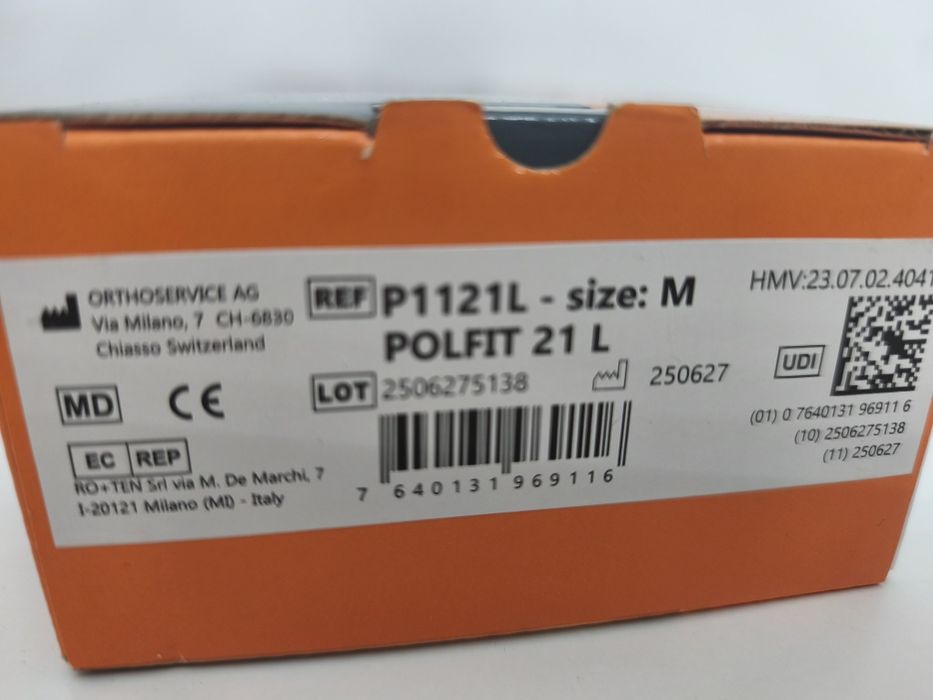 ORTHOSERVICE AG
Via Milano, 7 CH-6830
Chiasso Switzerland
MD CE
EC REP
RO+TEN Srl via M. De Marchi, 7
I-20121 Milano (MI) - Italy
REF P1121L - size: M
POLFIT 21 L
LOT 2506275138
250627
7 640131 969116
HMV:23.07.02.4041
UDI
(01) 0 7640131 96911 6
(10) 2506275138
(11) 250627